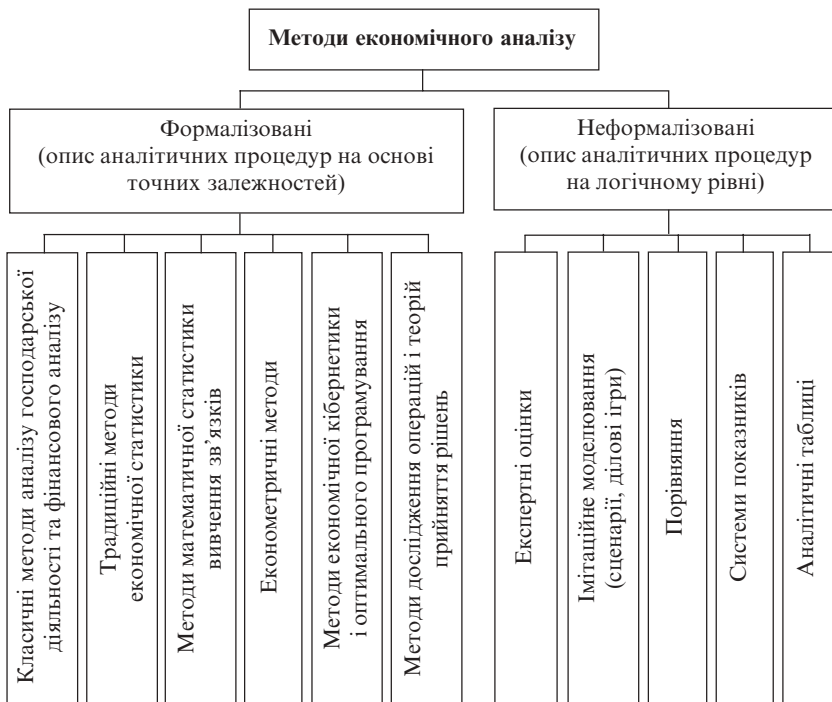 Методи економічного аналізу
Формалізовані
(опис аналітичних процедур на основі
точних залежностей)
Неформалізовані
(опис аналітичних процедур
на логічному рівні)
Класичні методи аналізу господарської
діяльності та фінансового аналізу
Традиційні методи
економічної статистики
Методи математичної статистики
вивчення зв’язків
Економетричні методи
Методи економічної кібернетики
і оптимального програмування
Методи дослідження операцій і теорій
прийняття рішень
Експертні оцінки
Імітаційне моделювання
(сценарії, ділові ігри)
Порівняння
Системи показників
Аналітичні таблиці